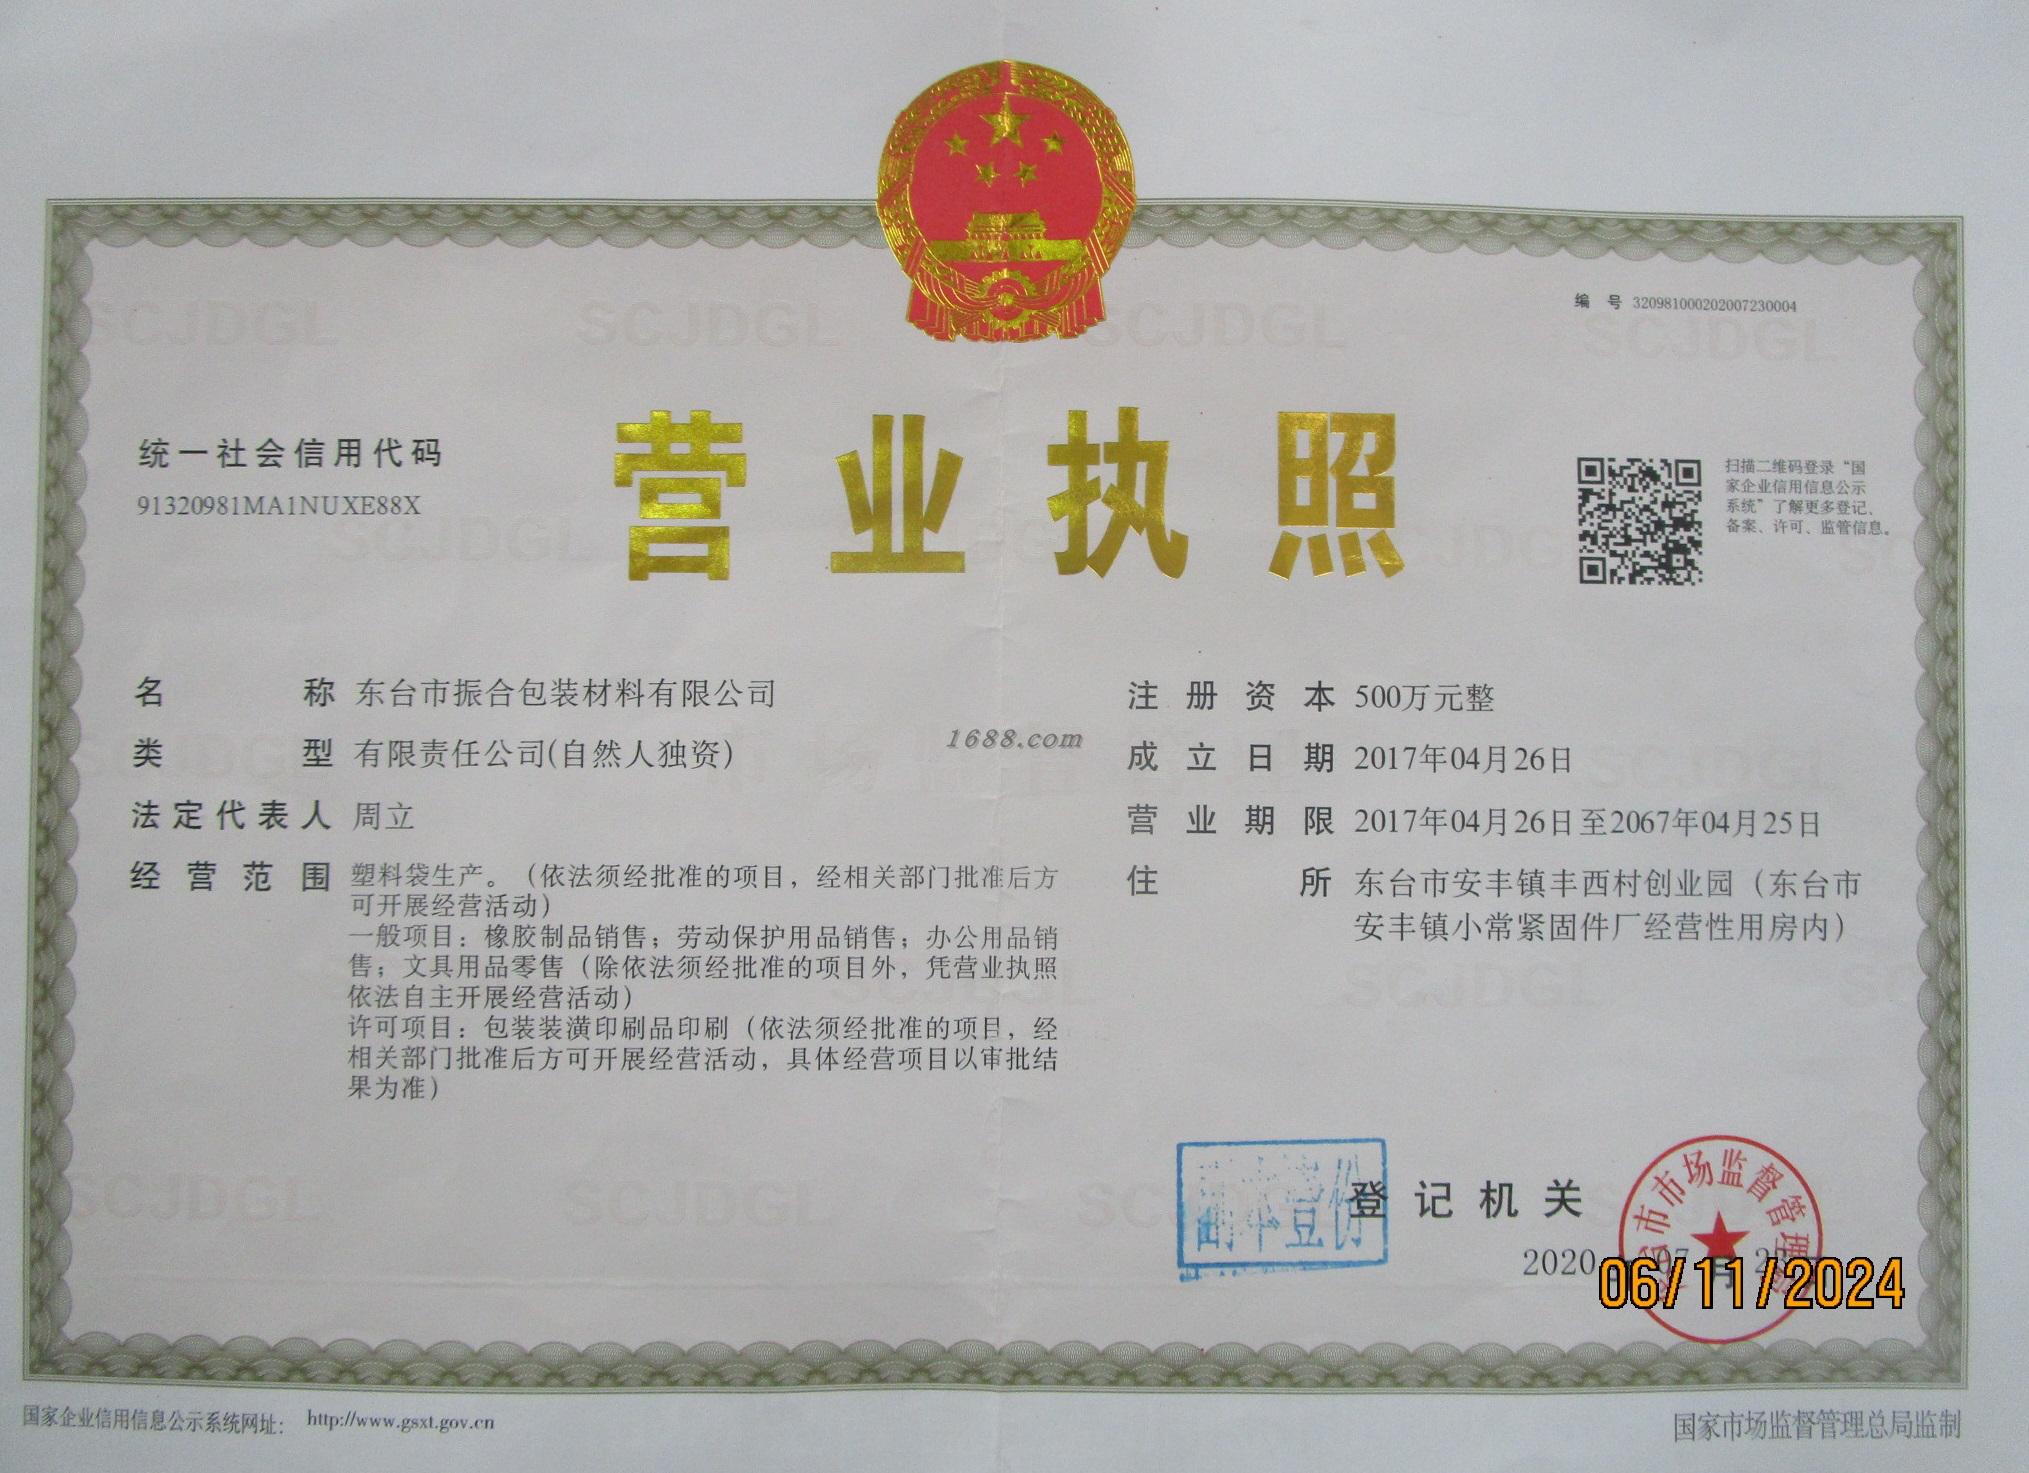 编 号 320981000202007230004
统一社会信用代码
91320981MA1NUXE88X
营业执照
扫描二维码登录“国
家企业信用信息公示
系统”了解更多登记、
备案、许可、监管信息。
名称 东台市振合包装材料有限公司
类型 有限责任公司(自然人独资)
法定代表人 周立
经营范围 塑料袋生产。（依法须经批准的项目，经相关部门批准后方
可开展经营活动）
一般项目：橡胶制品销售；劳动保护用品销售；办公用品销
售；文具用品零售（除依法须经批准的项目外，凭营业执照
依法自主开展经营活动）
许可项目：包装装潢印刷品印刷（依法须经批准的项目，经
相关部门批准后方可开展经营活动，具体经营项目以审批结
果为准）
1688.com
注册资本 500万元整
成立日期 2017年04月26日
营业期限 2017年04月26日至2067年04月25日
住所 东台市安丰镇丰西村创业园（东台市
安丰镇小常紧固件厂经营性用房内）
副本壹份
登记机关
市市场监督管理
2020 07 月
06/11/2024
国家企业信用信息公示系统网址： http://www.gsxt.gov.cn
国家市场监督管理总局监制
SCJDGL